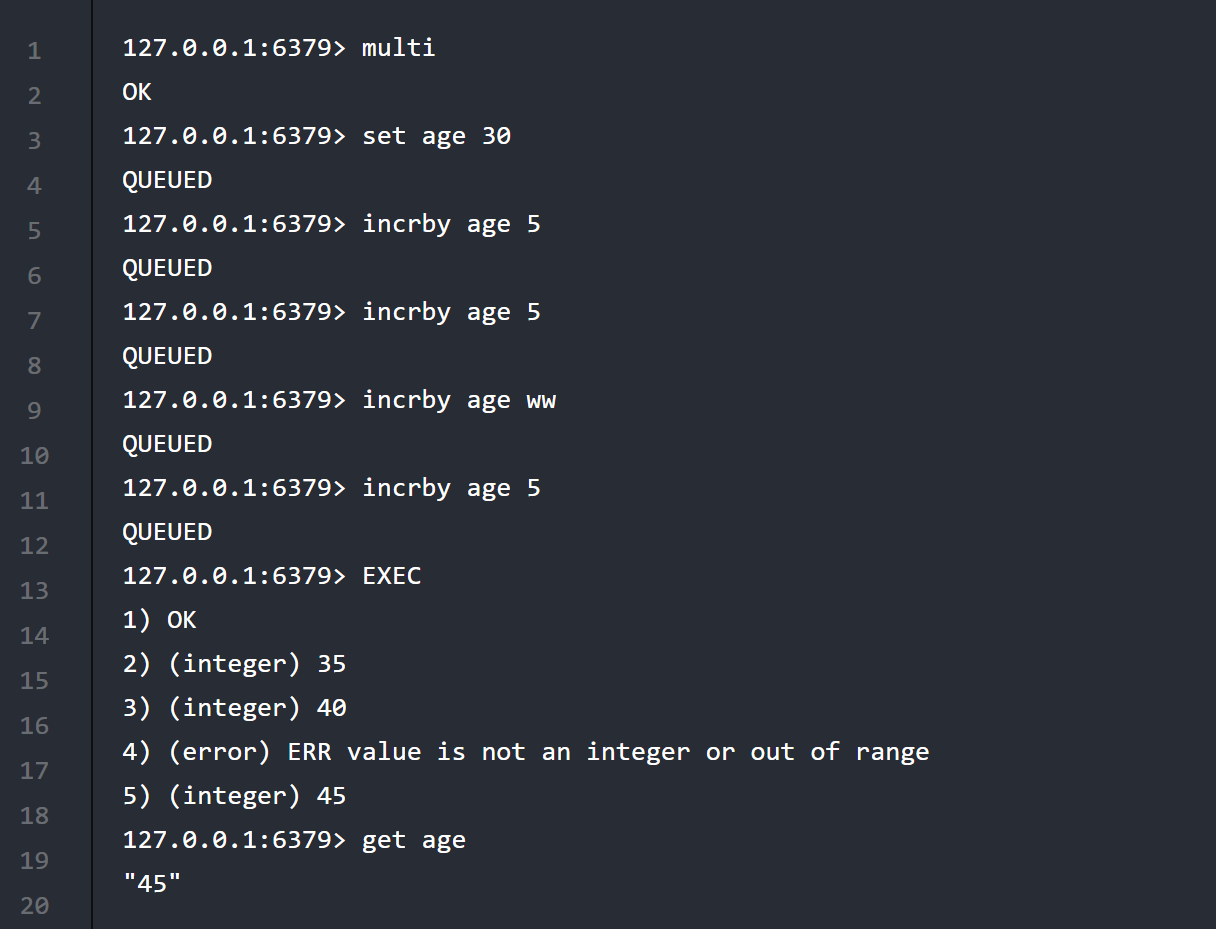 1 127.0.0.1:6379> multi
2 OK
3 127.0.0.1:6379> set age 30
4 QUEUED
5 127.0.0.1:6379> incrby age 5
6 QUEUED
7 127.0.0.1:6379> incrby age 5
8 QUEUED
9 127.0.0.1:6379> incrby age ww
10 QUEUED
11 127.0.0.1:6379> incrby age 5
12 QUEUED
13 127.0.0.1:6379> EXEC
14 1) OK
15 2) (integer) 35
16 3) (integer) 40
17 4) (error) ERR value is not an integer or out of range
18 5) (integer) 45
19 127.0.0.1:6379> get age
20 "45"